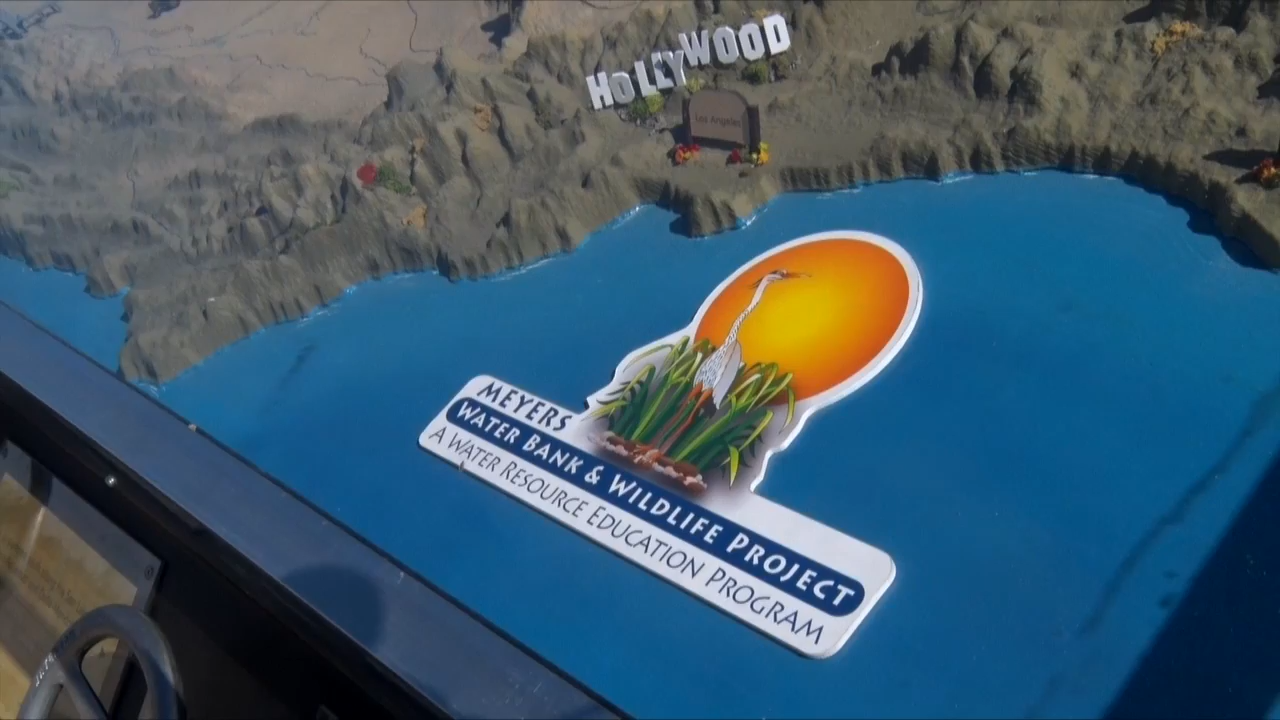 HOLLYWOOD
Los Angeles
MEYERS
WATER BANK & WILDLIFE PROJECT
A WATER RESOURCE EDUCATION PROGRAM